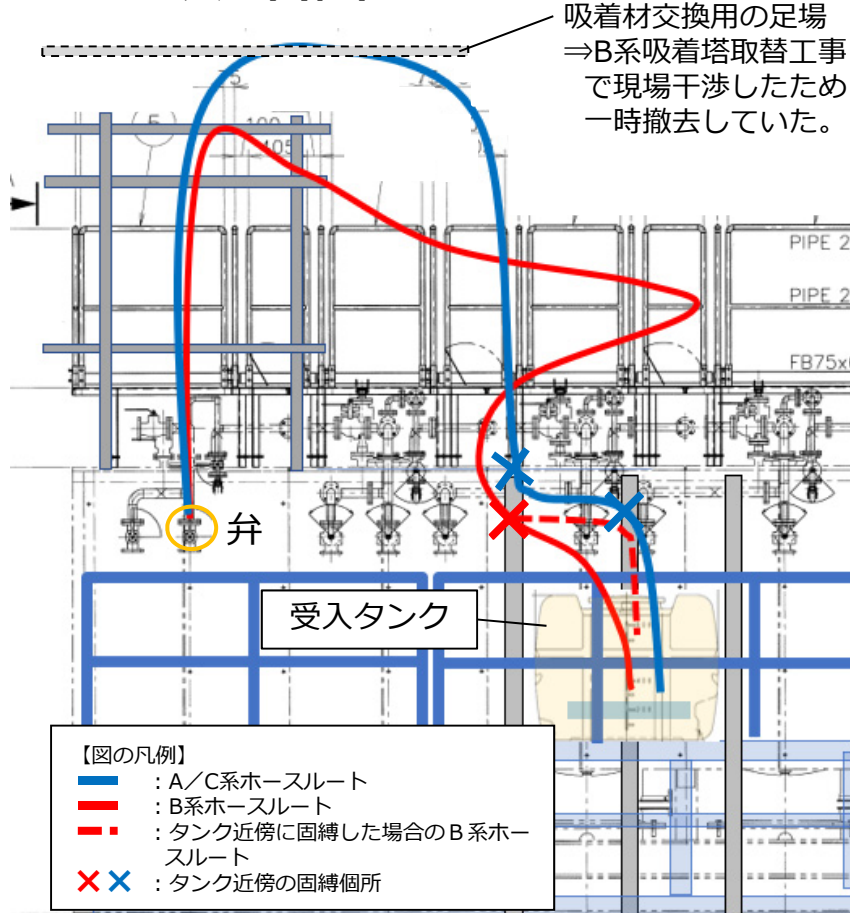 吸着材交換用の足場
⇒B系吸着塔取替工事
で現場干渉したため
一時撤去していた。
75
5
100
105
PIPE 2
PIPE 2
FB75x
弁
受入タンク
【図の凡例】
：A／C系ホースルート
：B系ホースルート
：タンク近傍に固縛した場合のB系ホー
スルート
：タンク近傍の固縛個所